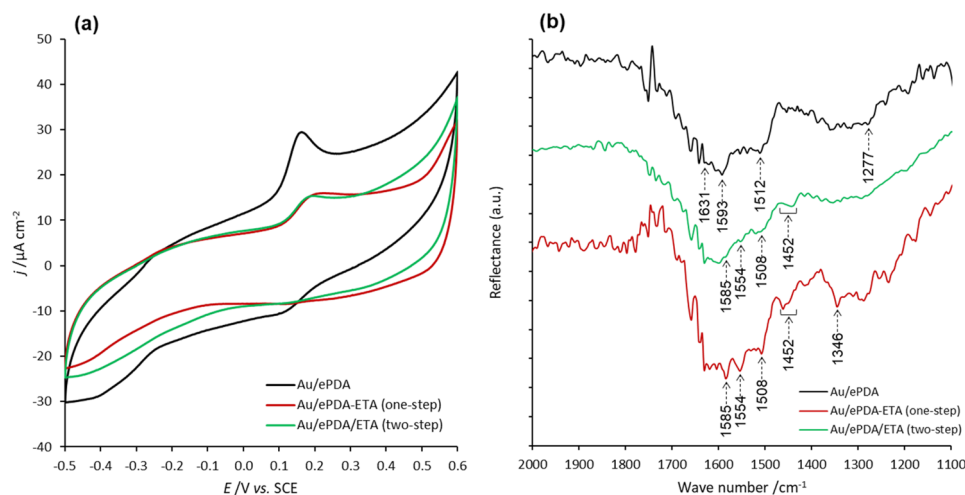 (a)
50
40
30
20
10
0
-10
-20
-30
-40
j /µA cm-2
-0.5 -0.4 -0.3 -0.2 -0.1 0.0 0.1 0.2 0.3 0.4 0.5 0.6
E /V vs. SCE
Au/ePDA
Au/ePDA-ETA (one-step)
Au/ePDA/ETA (two-step)
(b)
Reflectance (a.u.)
1631
1593
1512
1277
1585
1554
1508
1452
1585
1554
1508
1452
1346
Au/ePDA
Au/ePDA-ETA (one-step)
Au/ePDA/ETA (two-step)
2000 1900 1800 1700 1600 1500 1400 1300 1200 1100
Wave number /cm-1